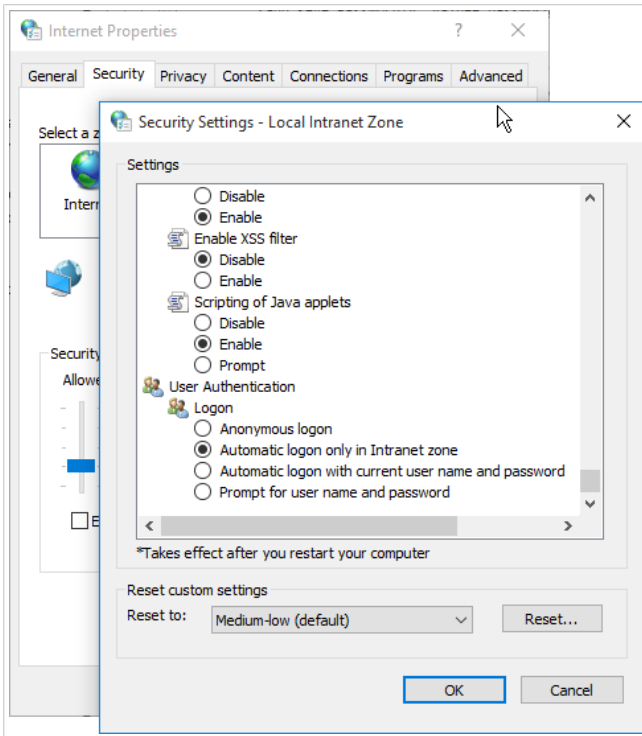 Internet Properties
?
General Security Privacy Content Connections Programs Advanced
Select a z
Inter
Security
Allowe
E
Security Settings - Local Intranet Zone
Settings
Disable
Enable
Enable XSS filter
Disable
Enable
Scripting of Java applets
Disable
Enable
Prompt
User Authentication
Logon
Anonymous logon
Automatic logon only in Intranet zone
Automatic logon with current user name and password
Prompt for user name and password
*Takes effect after you restart your computer
Reset custom settings
Reset to: Medium-low (default) Reset...
OK Cancel